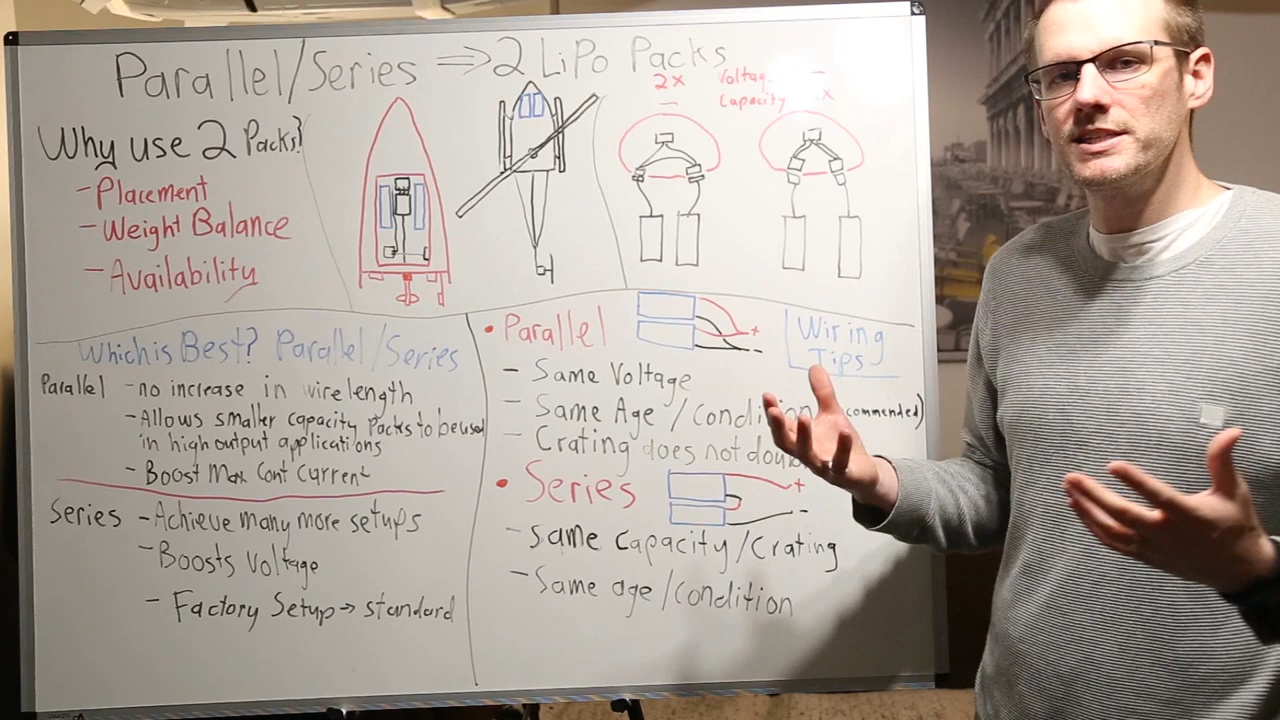 Parallel/Series ⇒ 2 LiPo Packs
Why use 2 Packs?
- Placement
- Weight Balance
- Availability
2x Voltage –
– Capacity x
Which is Best? Parallel/Series
Parallel - no increase in wire length
- Allows smaller capacity Packs to be used
in high output applications
- Boost Max Cont Current
Series - Achieve many more setups
- Boosts Voltage
- Factory Setup → standard
• Parallel
+
-
Wiring
Tips
- Same Voltage
- Same Age / Condition commended)
- Crating does not doub
• Series
+
-
- Same Capacity/Crating
- Same age/Condition